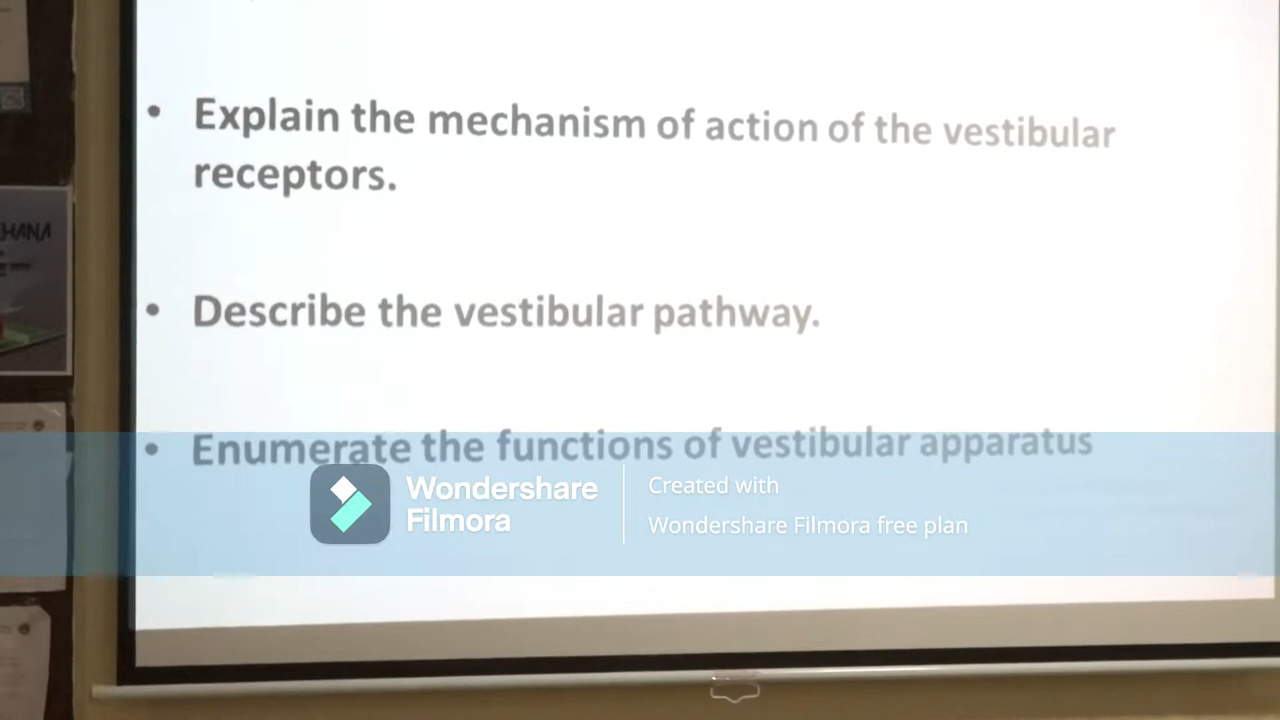 • Explain the mechanism of action of the vestibular
receptors.
• Describe the vestibular pathway.
• Enumerate the functions of vestibular apparatus
Wondershare
Filmora
Created with
Wondershare Filmora free plan
HANA